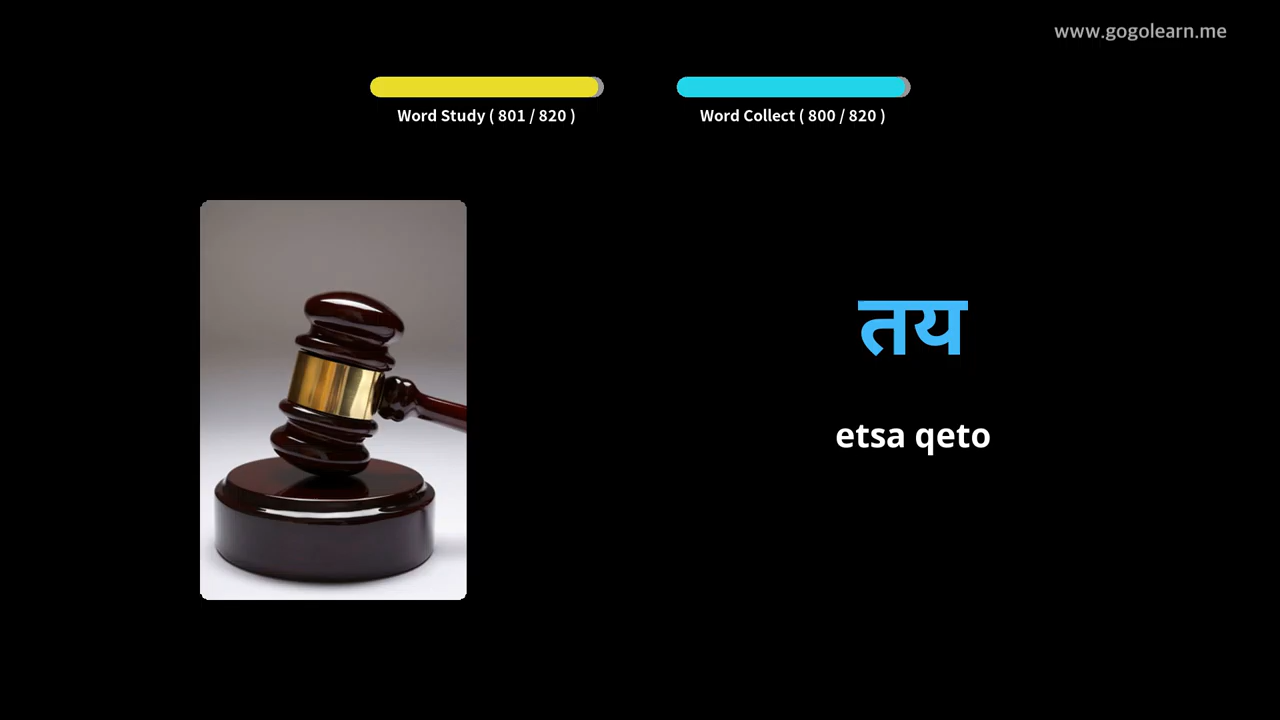 www.gogolearn.me
Word Study ( 801 / 820 )
Word Collect ( 800 / 820 )
तय
etsa qeto